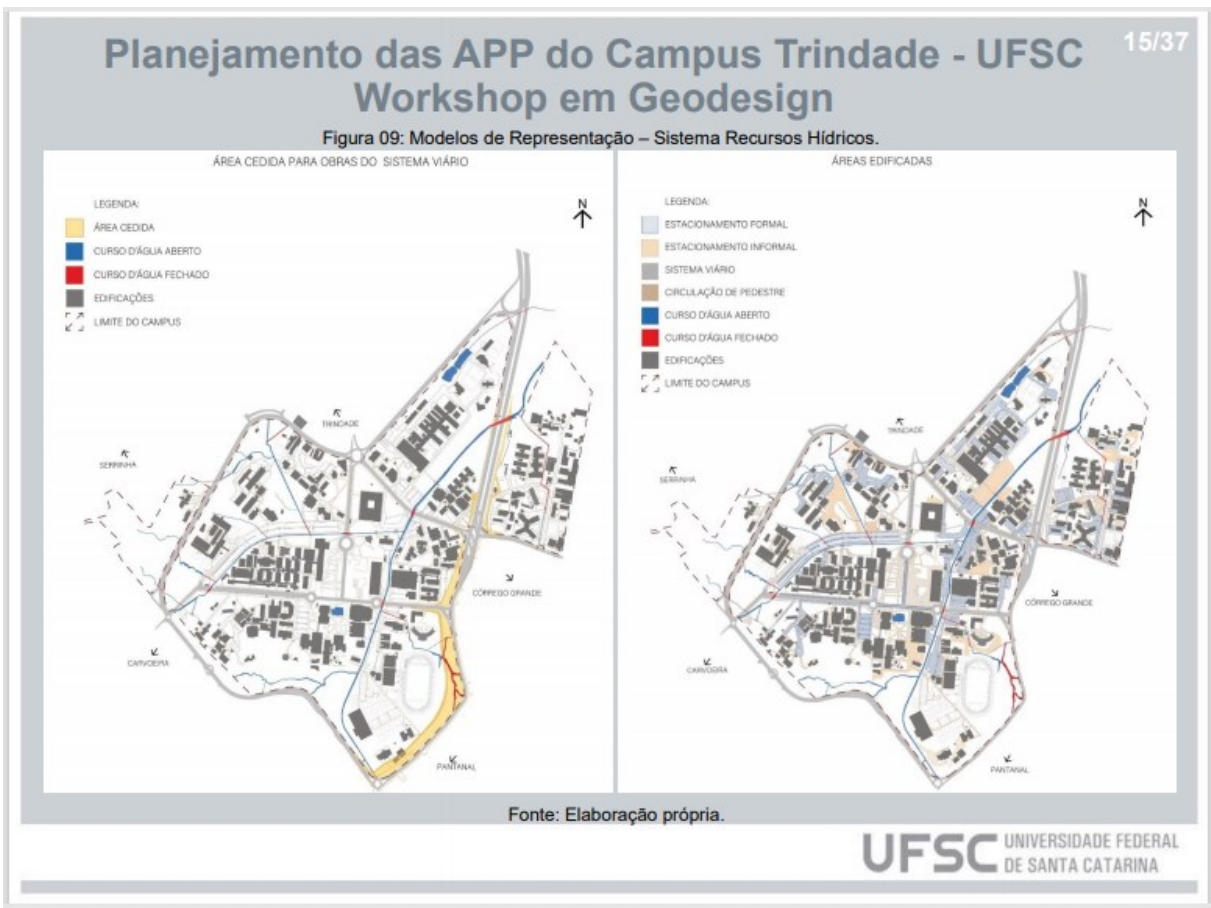 Planejamento das APP do Campus Trindade - UFSC
15/37
Workshop em Geodesign
Figura 09: Modelos de Representação – Sistema Recursos Hídricos.
ÁREA CEDIDA PARA OBRAS DO SISTEMA VIÁRIO
LEGENDA:
N
ÁREA CEDIDA
CURSO D'ÁGUA ABERTO
CURSO D'ÁGUA FECHADO
EDIFICAÇÕES
LIMITE DO CAMPUS
TRINDADE
SERRINHA
CÓRREGO GRANDE
CARVOEIRA
PANTANAL
ÁREAS EDIFICADAS
LEGENDA:
N
ESTACIONAMENTO FORMAL
ESTACIONAMENTO INFORMAL
SISTEMA VIÁRIO
CIRCULAÇÃO DE PEDESTRE
CURSO D'ÁGUA ABERTO
CURSO D'ÁGUA FECHADO
EDIFICAÇÕES
LIMITE DO CAMPUS
TRINDADE
SERRINHA
CÓRREGO GRANDE
CARVOEIRA
PANTANAL
Fonte: Elaboração própria.
UFSC UNIVERSIDADE FEDERAL
DE SANTA CATARINA